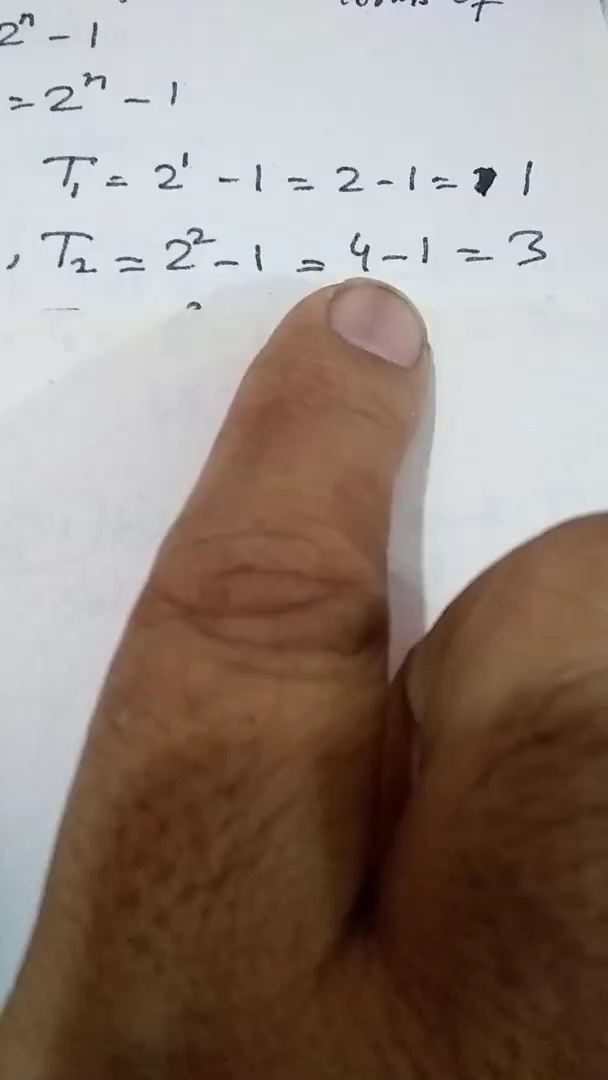 2ⁿ - 1
= 2ⁿ - 1
T₁ = 2¹ - 1 = 2 - 1 = 1
, T₂ = 2² - 1 = 4 - 1 = 3